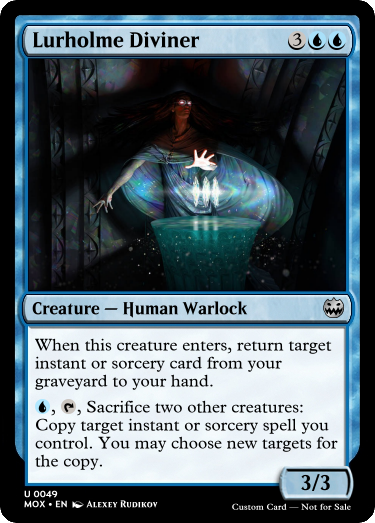 Lurholme Diviner 3
Creature — Human Warlock
When this creature enters, return target
instant or sorcery card from your
graveyard to your hand.
, , Sacrifice two other creatures:
Copy target instant or sorcery spell you
control. You may choose new targets for
the copy.
3/3
U 0049
MOX • EN Alexey Rudikov
Custom Card — Not for Sale